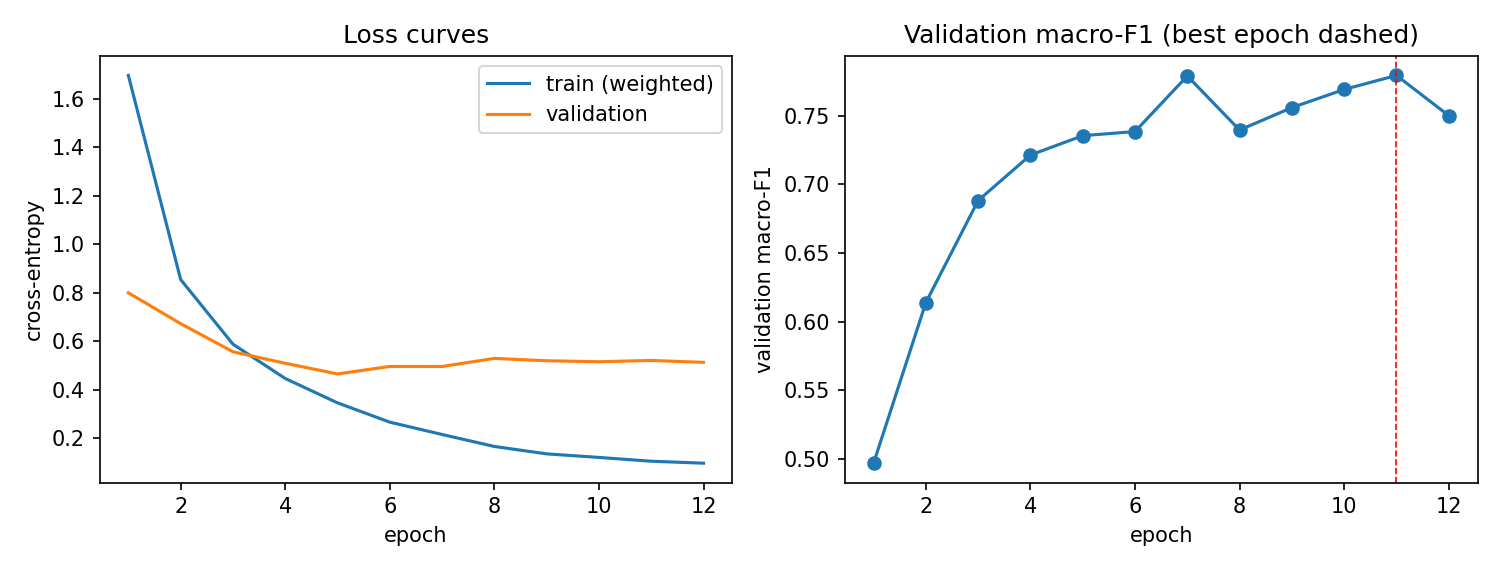 Loss curves
train (weighted)
validation
1.6
1.4
1.2
1.0
0.8
0.6
0.4
0.2
cross-entropy
2 4 6 8 10 12
epoch
Validation macro-F1 (best epoch dashed)
0.75
0.70
0.65
0.60
0.55
0.50
validation macro-F1
2 4 6 8 10 12
epoch